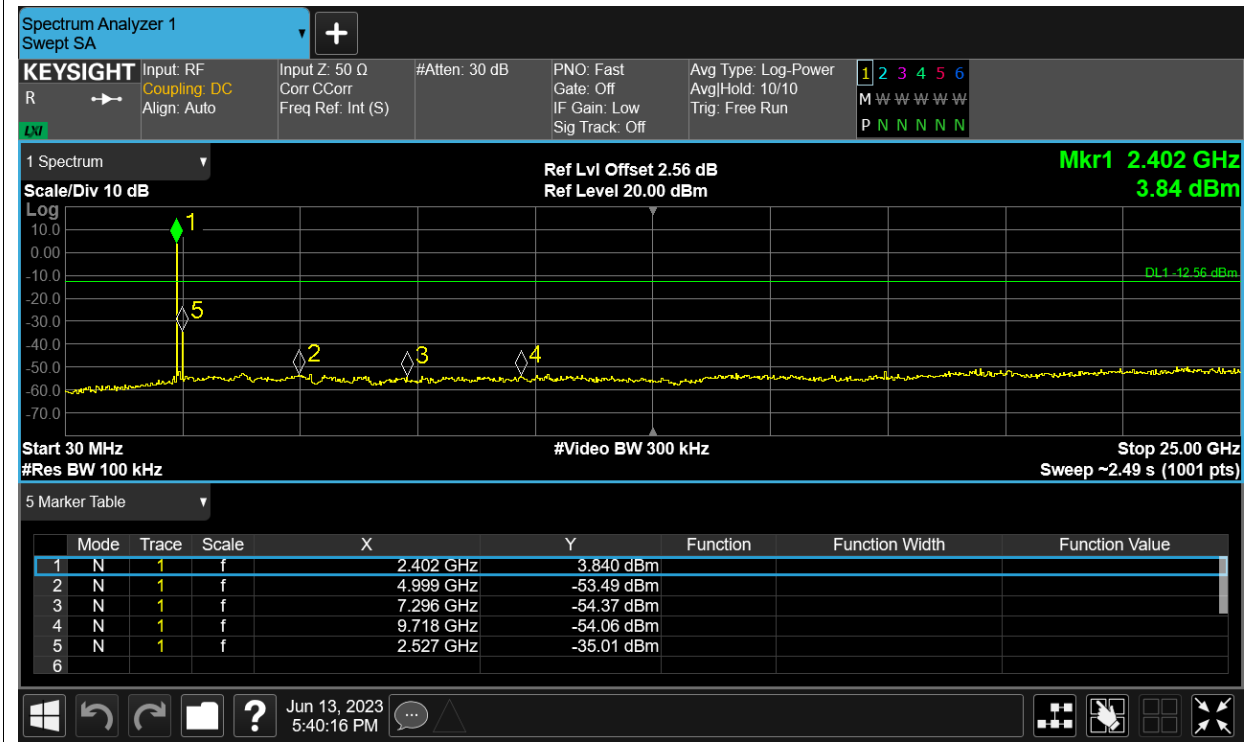 Spectrum Analyzer 1
Swept SA
KEYSIGHT
R
LXI
Input: RF
Coupling: DC
Align: Auto
Input Z: 50 Ω
Corr CCorr
Freq Ref: Int (S)
#Atten: 30 dB
PNO: Fast
Gate: Off
IF Gain: Low
Sig Track: Off
Avg Type: Log-Power
Avg|Hold: 10/10
Trig: Free Run
1 2 3 4 5 6
M W W W W W
P N N N N N
1 Spectrum
Scale/Div 10 dB
Ref Lvl Offset 2.56 dB
Ref Level 20.00 dBm
Mkr1 2.402 GHz
3.84 dBm
Log
10.0
0.00
-10.0
-20.0
-30.0
-40.0
-50.0
-60.0
-70.0
1
5
2
3
4
DL1 -12.56 dBm
Start 30 MHz
#Res BW 100 kHz
#Video BW 300 kHz
Stop 25.00 GHz
Sweep ~2.49 s (1001 pts)
5 Marker Table
Mode Trace Scale X Y Function Function Width Function Value
1 N 1 f 2.402 GHz 3.840 dBm
2 N 1 f 4.999 GHz -53.49 dBm
3 N 1 f 7.296 GHz -54.37 dBm
4 N 1 f 9.718 GHz -54.06 dBm
5 N 1 f 2.527 GHz -35.01 dBm
6
?
Jun 13, 2023
5:40:16 PM